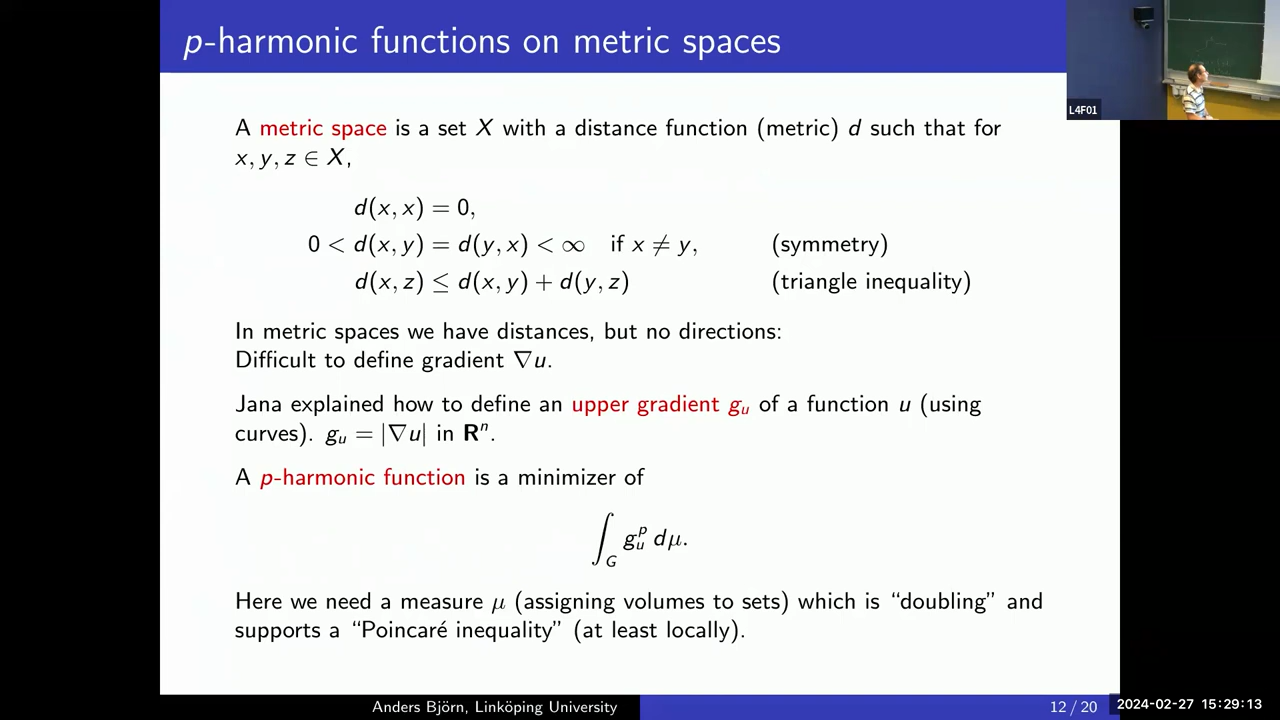 p-harmonic functions on metric spaces
L4F01
A metric space is a set X with a distance function (metric) d such that for
x, y, z ∈ X,
d(x, x) = 0,
0 < d(x, y) = d(y, x) < ∞ if x ≠ y, (symmetry)
d(x, z) ≤ d(x, y) + d(y, z) (triangle inequality)
In metric spaces we have distances, but no directions:
Difficult to define gradient ∇u.
Jana explained how to define an upper gradient g_u of a function u (using
curves). g_u = |∇u| in R^n.
A p-harmonic function is a minimizer of
∫_G g_u^p dμ.
Here we need a measure μ (assigning volumes to sets) which is “doubling” and
supports a “Poincaré inequality” (at least locally).
Anders Björn, Linköping University
12 / 20
2024-02-27 15:29:13